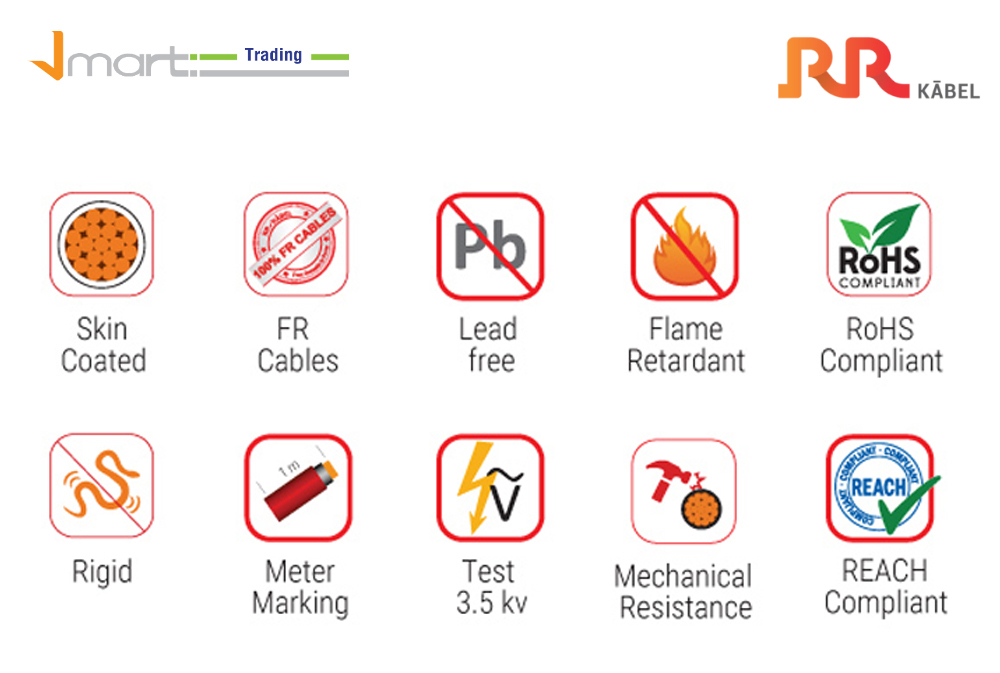 Jmart Trading
RR KĀBEL
100% FR CABLES
Pb
RoHS
COMPLIANT
Skin
Coated
FR
Cables
Lead
free
Flame
Retardant
RoHS
Compliant
1 m
Ṽ
COMPLIANT · COMPLIANT · COMPLIANT
REACH
Rigid
Meter
Marking
Test
3.5 kv
Mechanical
Resistance
REACH
Compliant